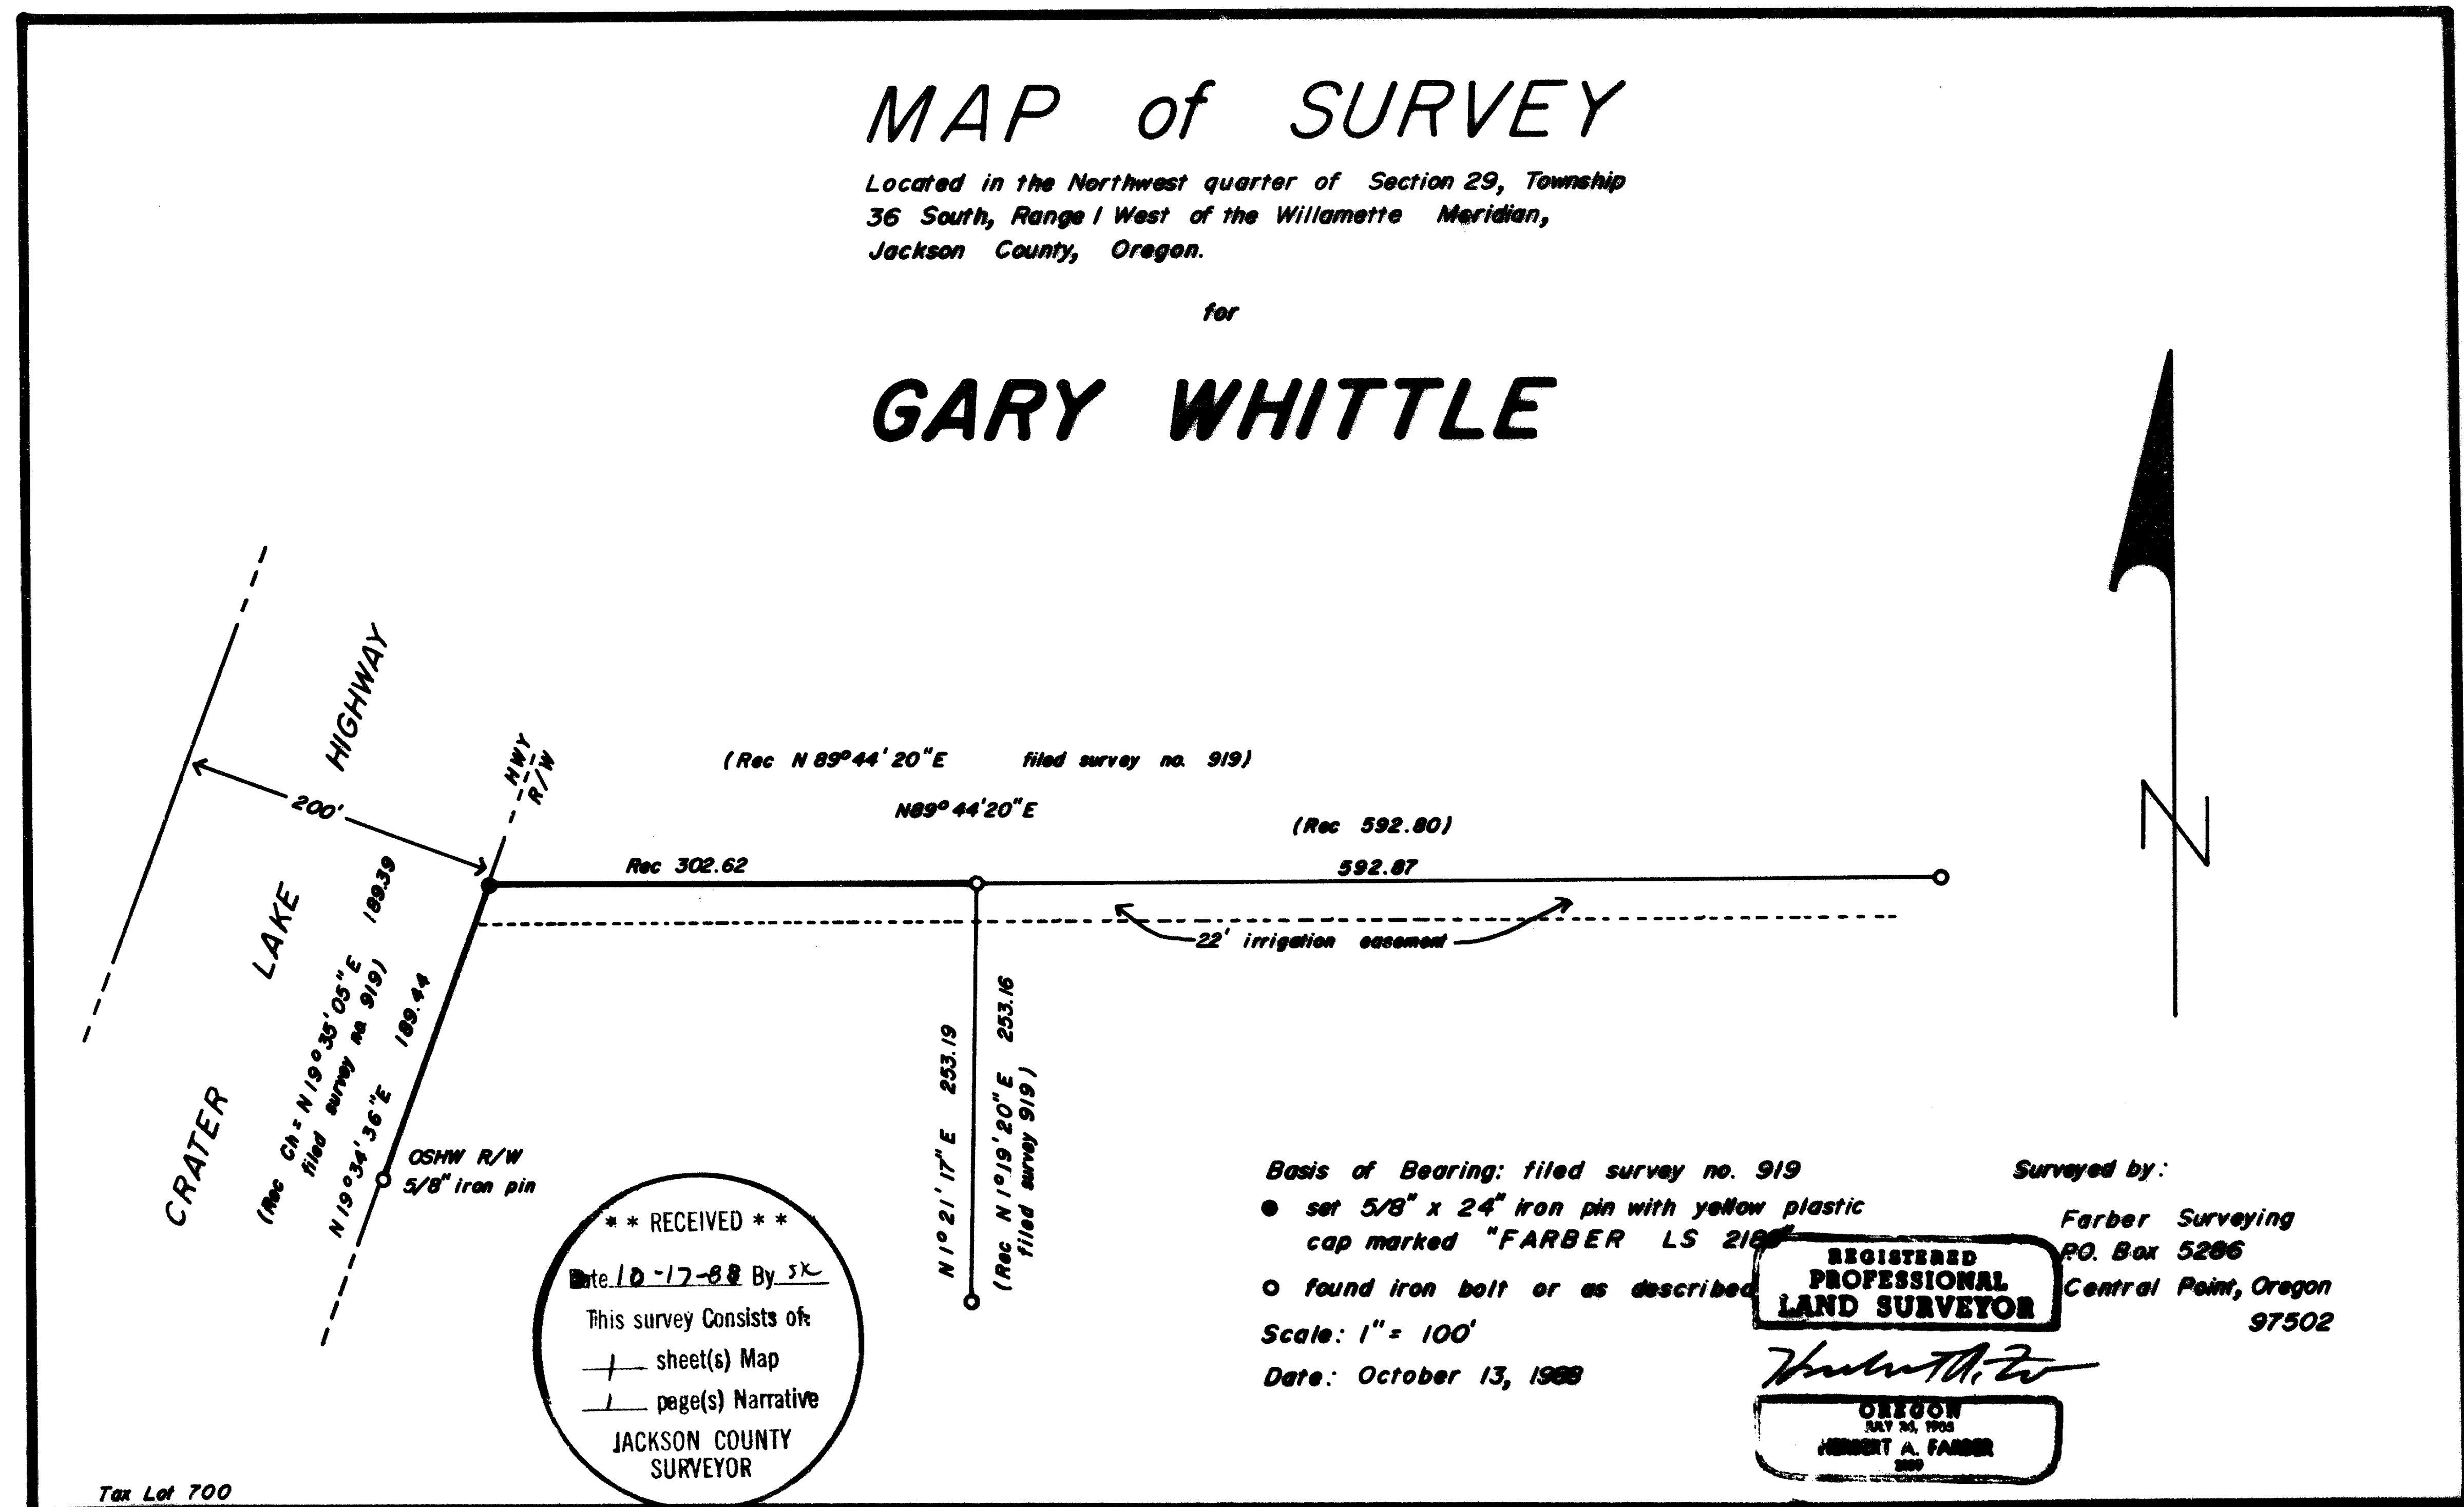 MAP of SURVEY
Located in the Northwest quarter of Section 29, Township
36 South, Range 1 West of the Willamette Meridian,
Jackson County, Oregon.
for
GARY WHITTLE
CRATER LAKE HIGHWAY
200'
HWY
R/W
(Rec N 89°44'20"E filed survey no. 919)
N89°44'20"E
(Rec 592.80)
Rec 302.62
592.87
22' irrigation easement
(Rec Ch = N 19°35'05"E 189.39
filed survey no. 919)
N 19°34'36"E 189.44
OSHW R/W
5/8" iron pin
N 1°21'17"E 253.19
(Rec N 1°19'20"E 253.16
filed survey 919)
N
** RECEIVED **
Date 10-17-88 By SK
This survey Consists of:
1 sheet(s) Map
1 page(s) Narrative
JACKSON COUNTY
SURVEYOR
Basis of Bearing: filed survey no. 919
● set 5/8" x 24" iron pin with yellow plastic
cap marked "FARBER LS
○ found iron bolt or as described
Scale: 1" = 100'
Date: October 13, 1988
Surveyed by:
Farber Surveying
P.O. Box 5286
Central Point, Oregon
97502
REGISTERED
PROFESSIONAL
LAND SURVEYOR
OREGON
HERBERT A. FARBER
Tax Lot 700